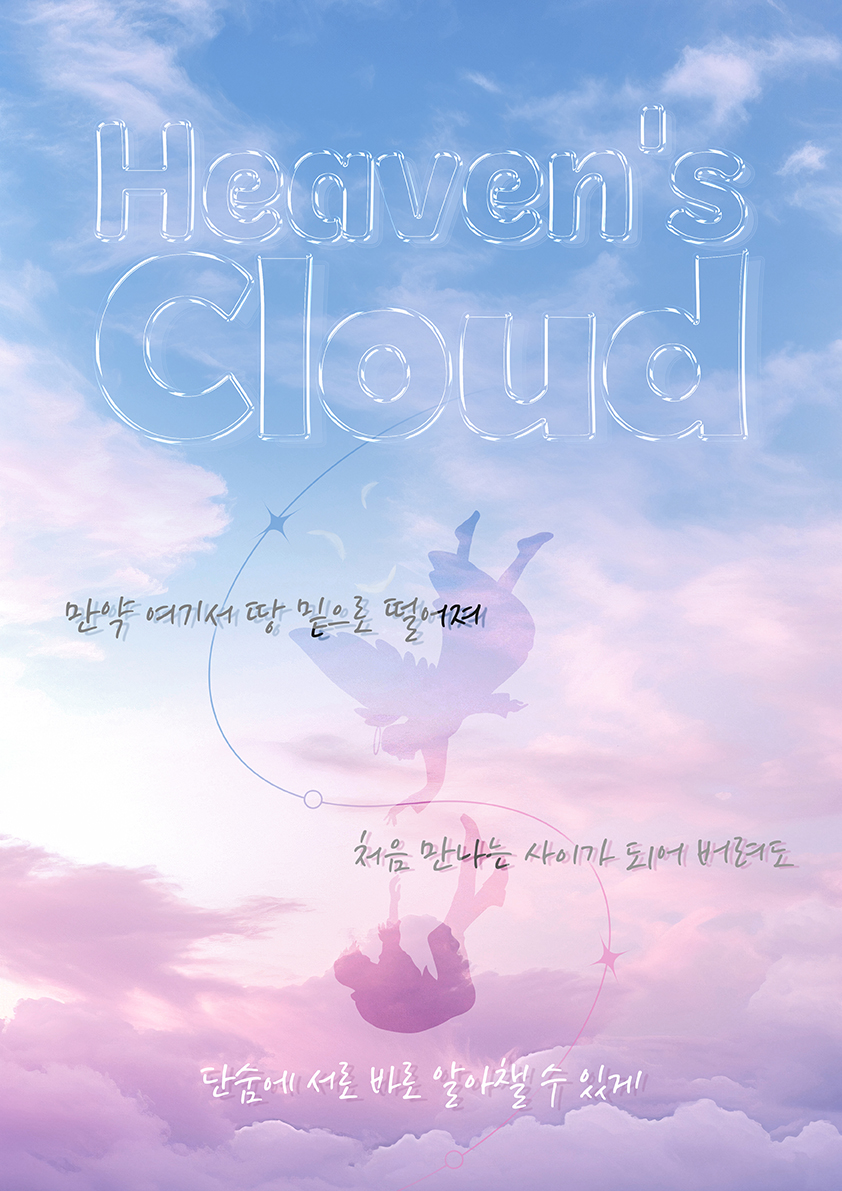 Heaven's
Cloud
만약 여기서 땅 밑으로 떨어져
처음 만나는 사이가 되어 버려도
단숨에 서로 바로 알아챌 수 있게